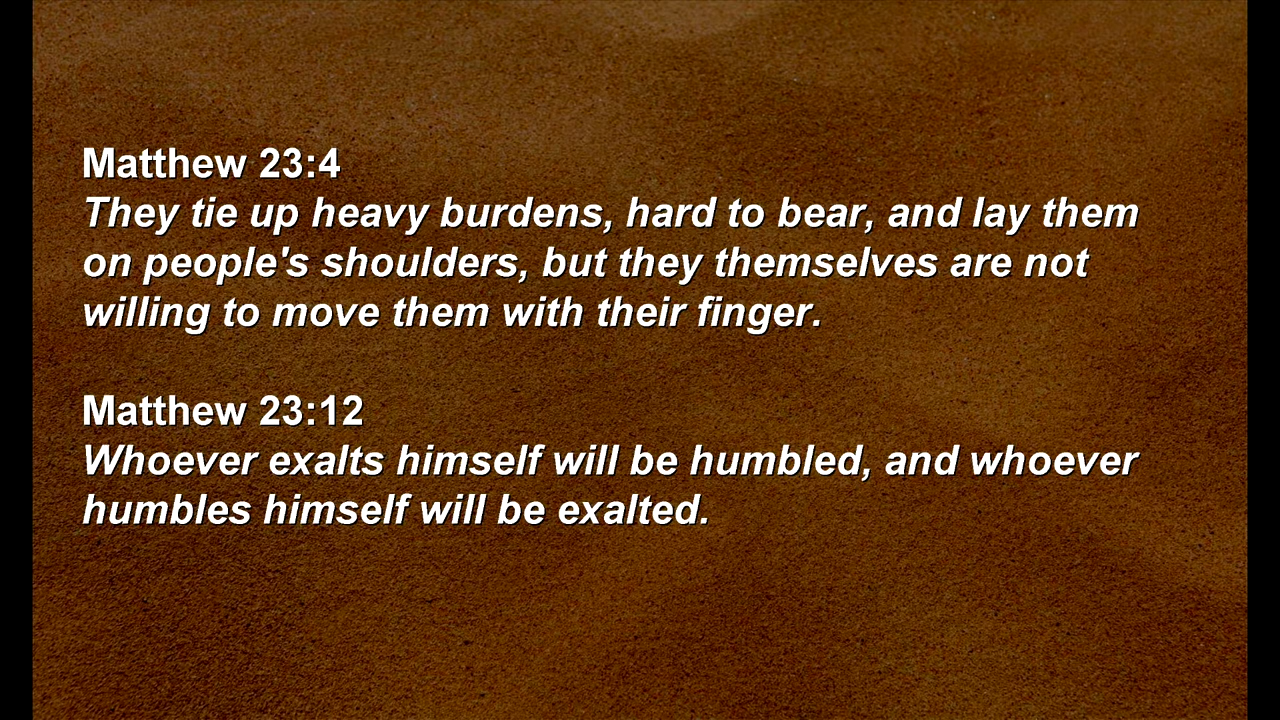 Matthew 23:4
They tie up heavy burdens, hard to bear, and lay them
on people's shoulders, but they themselves are not
willing to move them with their finger.
Matthew 23:12
Whoever exalts himself will be humbled, and whoever
humbles himself will be exalted.